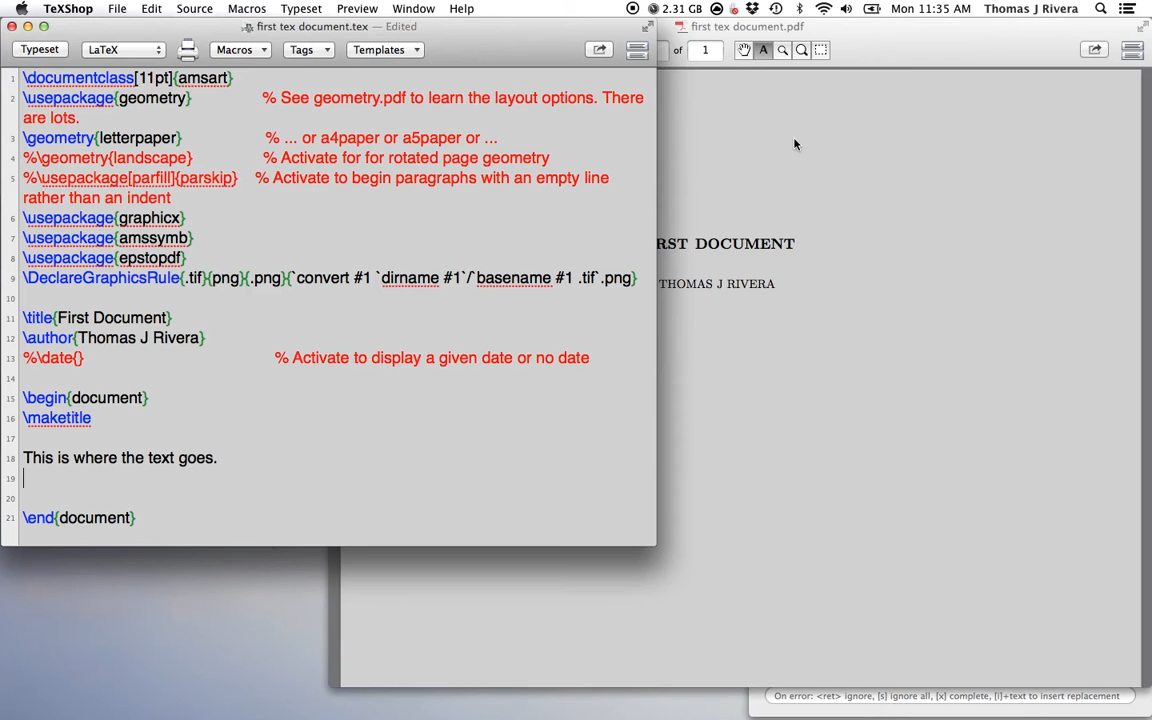 TeXShop File Edit Source Macros Typeset Preview Window Help 2.31 GB Mon 11:35 AM Thomas J Rivera
first tex document.tex — Edited
first tex document.pdf
Typeset LaTeX Macros Tags Templates
of 1 A
1 \documentclass[11pt]{amsart}
2 \usepackage{geometry} % See geometry.pdf to learn the layout options. There
are lots.
3 \geometry{letterpaper} % ... or a4paper or a5paper or ...
4 %\geometry{landscape} % Activate for for rotated page geometry
5 %\usepackage[parfill]{parskip} % Activate to begin paragraphs with an empty line
rather than an indent
6 \usepackage{graphicx}
7 \usepackage{amssymb}
8 \usepackage{epstopdf}
9 \DeclareGraphicsRule{.tif}{png}{.png}{`convert #1 `dirname #1`/`basename #1 .tif`.png}
10
11 \title{First Document}
12 \author{Thomas J Rivera}
13 %\date{} % Activate to display a given date or no date
14
15 \begin{document}
16 \maketitle
17
18 This is where the text goes.
19
20
21 \end{document}
RST DOCUMENT
THOMAS J RIVERA
On error: <ret> ignore, [s] ignore all, [x] complete, [i]+text to insert replacement